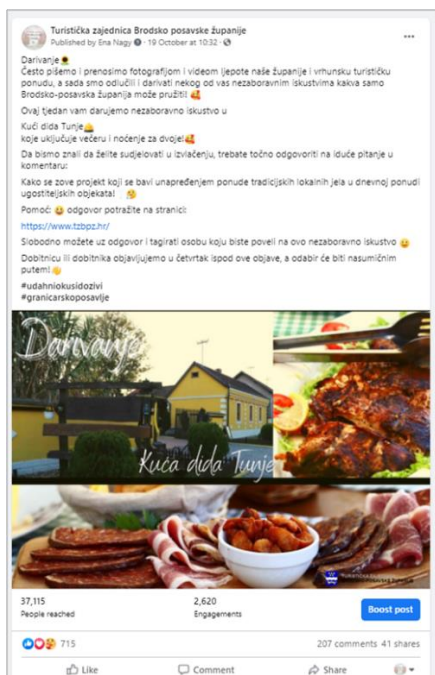 Turistička zajednica Brodsko posavske županije
Published by Ena Nagy · 19 October at 10:32 ·
Darivanje
Često pišemo i prenosimo fotografijom i videom ljepote naše županije i vrhunsku turističku
ponudu, a sada smo odlučili i darivati nekog od vas nezaboravnim iskustvima kakva samo
Brodsko-posavska županija može pružiti!
Ovaj tjedan vam darujemo nezaboravno iskustvo u
Kući dida Tunje
koje uključuje večeru i noćenje za dvoje!
Da bismo znali da želite sudjelovati u izvlačenju, trebate točno odgovoriti na iduće pitanje u
komentaru:
Kako se zove projekt koji se bavi unapređenjem ponude tradicijskih lokalnih jela u dnevnoj ponudi
ugostiteljskih objekata!
Pomoć: odgovor potražite na stranici:
https://www.tzbpz.hr/
Slobodno možete uz odgovor i tagirati osobu koju biste poveli na ovo nezaboravno iskustvo
Dobitnicu ili dobitnika objavljujemo u četvrtak ispod ove objave, a odabir će biti nasumičnim
putem!
#udahniokusidozivi
#granicarskoposavlje
Darivanje
Kuća dida Tunje
37,115
People reached
2,620
Engagements
Boost post
715
207 comments 41 shares
Like
Comment
Share